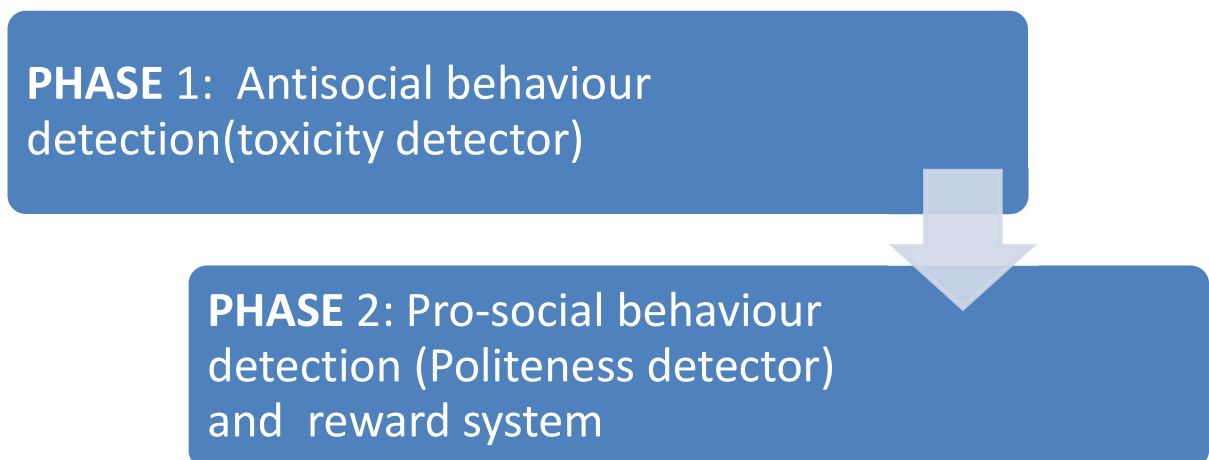 PHASE 1:  Antisocial behaviour
detection(toxicity detector)
PHASE 2: Pro-social behaviour
detection (Politeness detector)
and  reward system